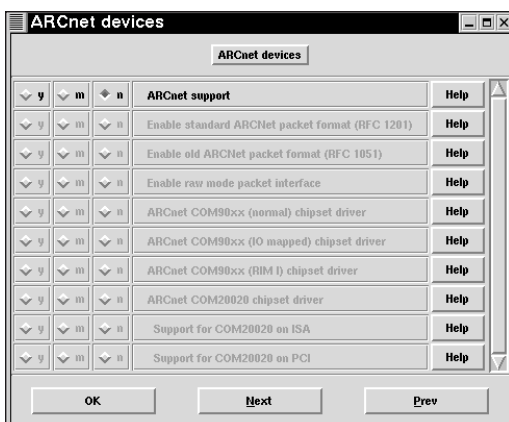 ARCnet devices
ARCnet devices
y m n ARCnet support Help
y m n Enable standard ARCNet packet format (RFC 1201) Help
y m n Enable old ARCNet packet format (RFC 1051) Help
y m n Enable raw mode packet interface Help
y m n ARCnet COM90xx (normal) chipset driver Help
y m n ARCnet COM90xx (IO mapped) chipset driver Help
y m n ARCnet COM90xx (RIM I) chipset driver Help
y m n ARCnet COM20020 chipset driver Help
y m n Support for COM20020 on ISA Help
y m n Support for COM20020 on PCI Help
OK Next Prev